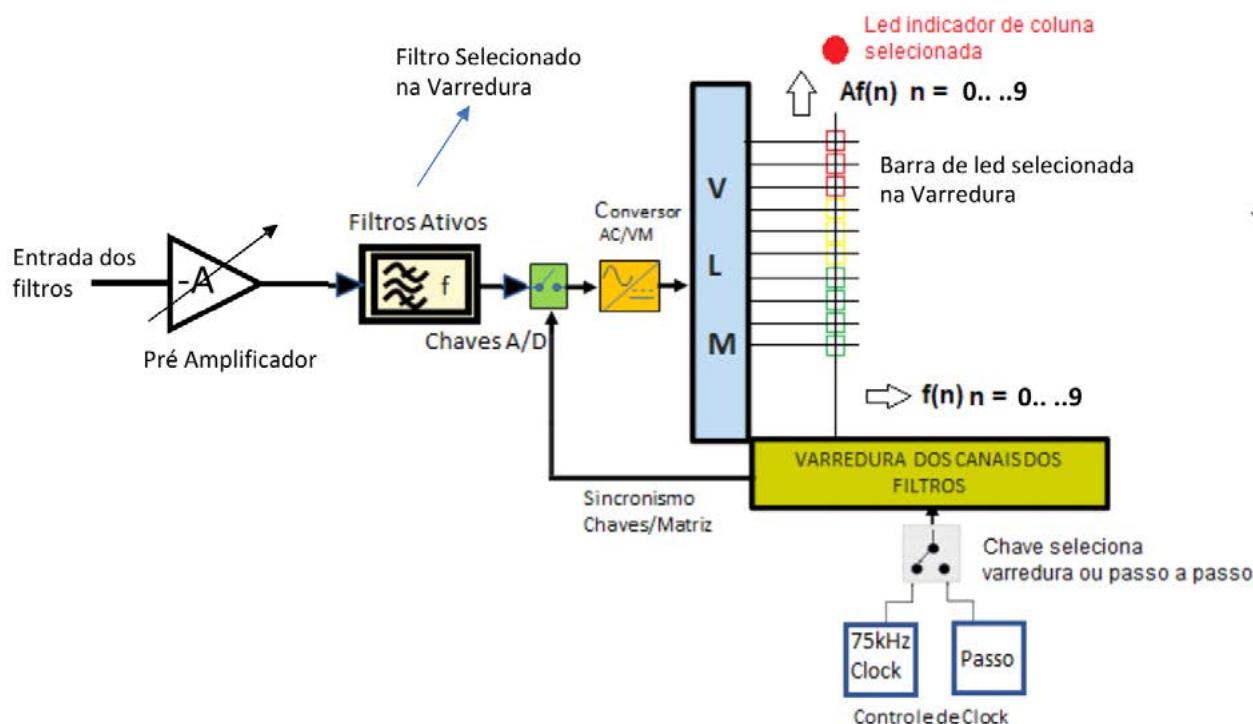 Led indicador de coluna
selecionada
Filtro Selecionado
na Varredura
Af(n) n = 0.. ..9
Barra de led selecionada
na Varredura
V
L
M
Filtros Ativos
Conversor
AC/VM
Entrada dos
filtros
-A
f
Chaves A/D
Pré Amplificador
f(n) n = 0.. ..9
VARREDURA DOS CANAIS DOS
FILTROS
Sincronismo
Chaves/Matriz
Chave seleciona
varredura ou passo a passo
75kHz
Clock
Passo
Controle de Clock